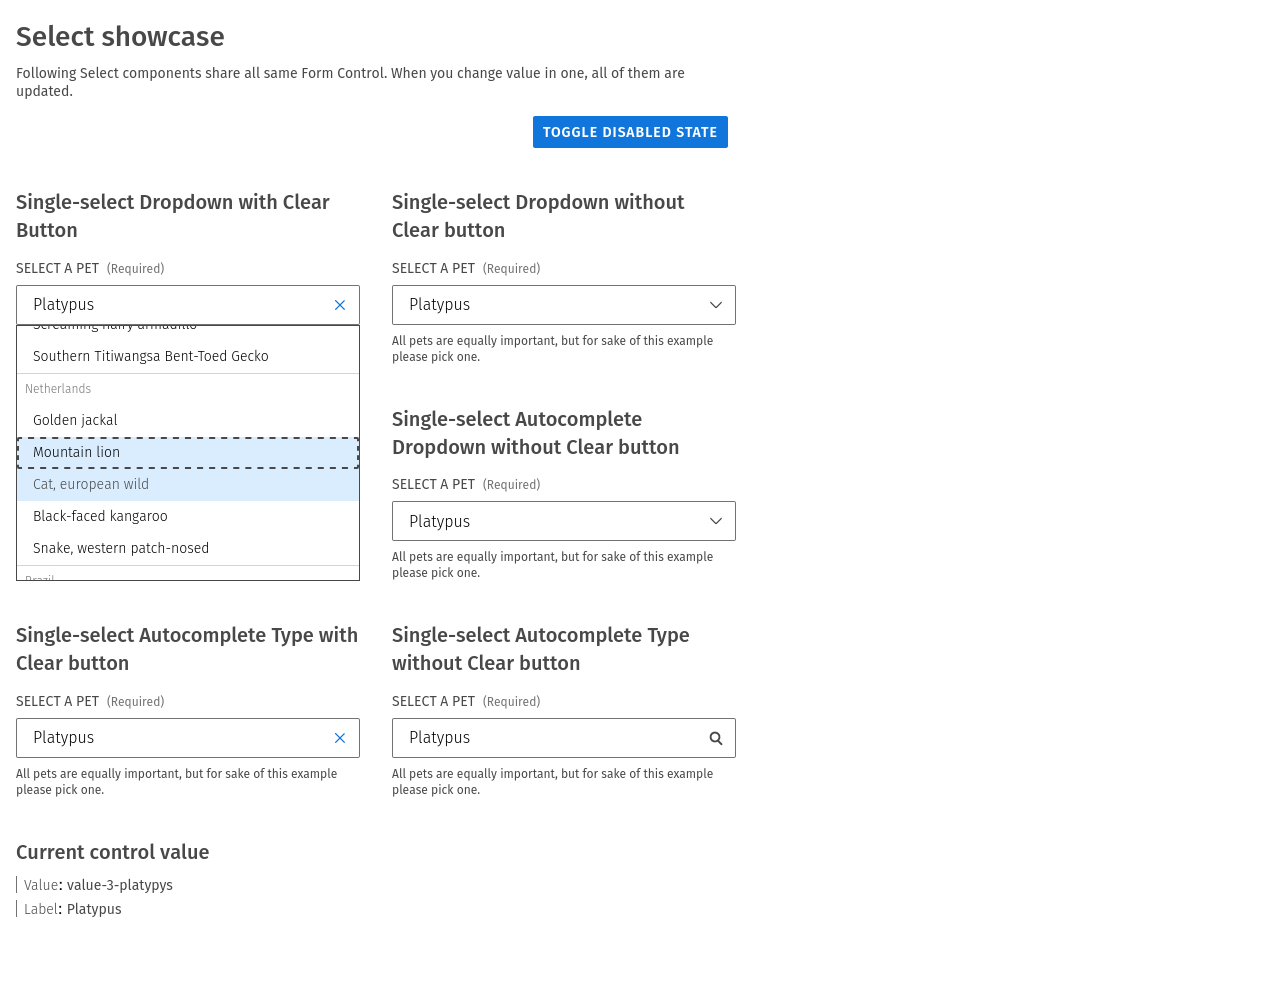 Select showcase
Following Select components share all same Form Control. When you change value in one, all of them are
updated.
TOGGLE DISABLED STATE
Single-select Dropdown with Clear
Button
SELECT A PET (Required)
Platypus
Screaming hairy armadillo
Southern Titiwangsa Bent-Toed Gecko
Netherlands
Golden jackal
Mountain lion
Cat, european wild
Black-faced kangaroo
Snake, western patch-nosed
Brazil
Single-select Dropdown without
Clear button
SELECT A PET (Required)
Platypus
All pets are equally important, but for sake of this example
please pick one.
Single-select Autocomplete
Dropdown without Clear button
SELECT A PET (Required)
Platypus
All pets are equally important, but for sake of this example
please pick one.
Single-select Autocomplete Type with
Clear button
SELECT A PET (Required)
Platypus
All pets are equally important, but for sake of this example
please pick one.
Single-select Autocomplete Type
without Clear button
SELECT A PET (Required)
Platypus
All pets are equally important, but for sake of this example
please pick one.
Current control value
Value: value-3-platypys
Label: Platypus